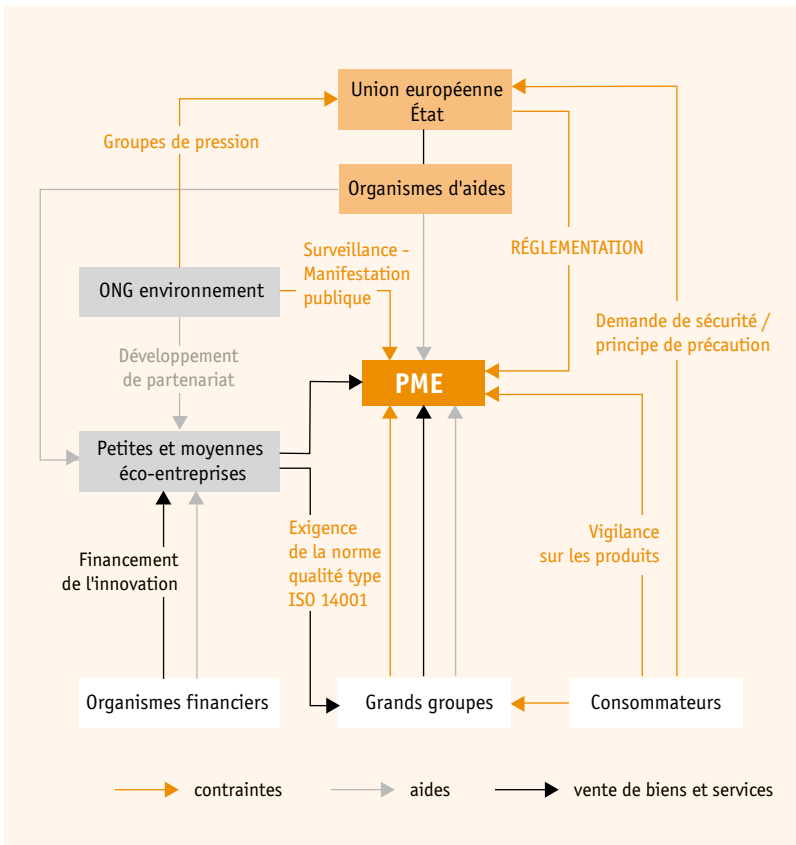 Union européenne
État
Groupes de pression
Organismes d'aides
Surveillance -
Manifestation
publique
RÉGLEMENTATION
ONG environnement
Demande de sécurité /
principe de précaution
Développement
de partenariat
PME
Petites et moyennes
éco-entreprises
Exigence
de la norme
qualité type
ISO 14001
Vigilance
sur les produits
Financement
de l'innovation
Organismes financiers
Grands groupes
Consommateurs
contraintes
aides
vente de biens et services